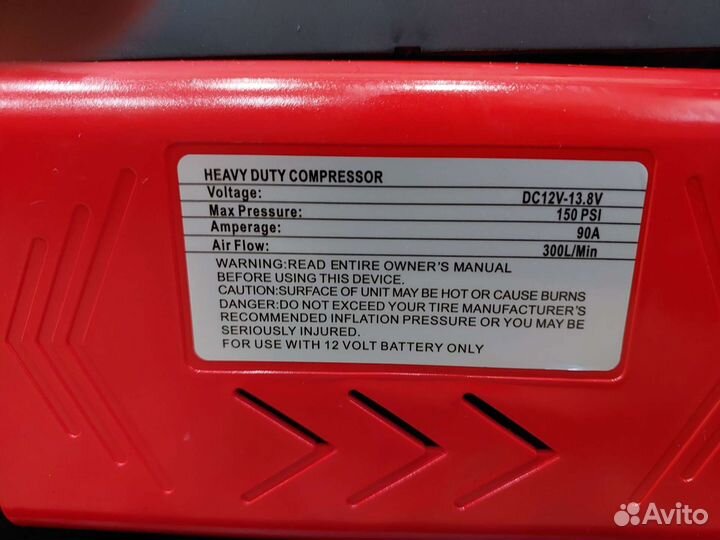 HEAVY DUTY COMPRESSOR
Voltage: DC12V-13.8V
Max Pressure: 150 PSI
Amperage: 90A
Air Flow: 300L/Min
WARNING:READ ENTIRE OWNER'S MANUAL
BEFORE USING THIS DEVICE.
CAUTION:SURFACE OF UNIT MAY BE HOT OR CAUSE BURNS
DANGER:DO NOT EXCEED YOUR TIRE MANUFACTURER'S
RECOMMENDED INFLATION PRESSURE OR YOU MAY BE
SERIOUSLY INJURED.
FOR USE WITH 12 VOLT BATTERY ONLY
Avito